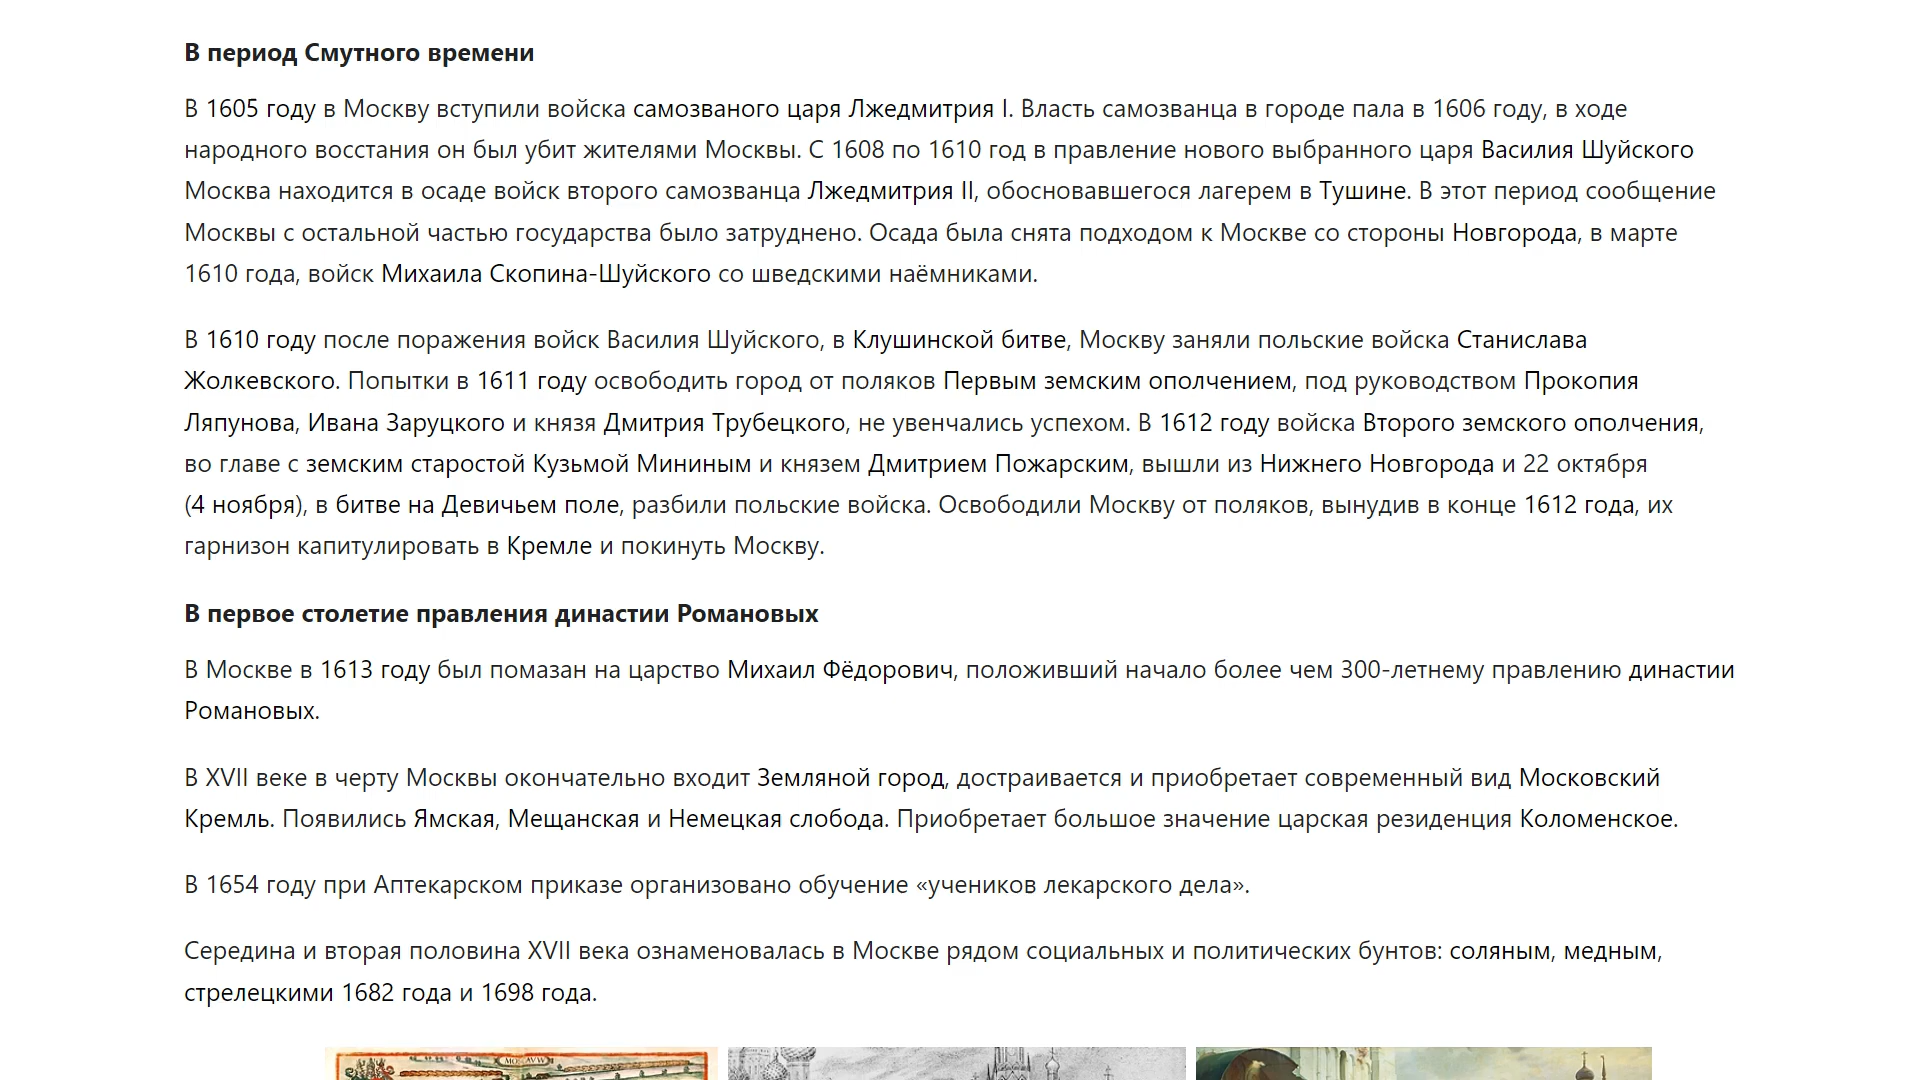 В период Смутного времени
В 1605 году в Москву вступили войска самозваного царя Лжедмитрия I. Власть самозванца в городе пала в 1606 году, в ходе
народного восстания он был убит жителями Москвы. С 1608 по 1610 год в правление нового выбранного царя Василия Шуйского
Москва находится в осаде войск второго самозванца Лжедмитрия II, обосновавшегося лагерем в Тушине. В этот период сообщение
Москвы с остальной частью государства было затруднено. Осада была снята подходом к Москве со стороны Новгорода, в марте
1610 года, войск Михаила Скопина-Шуйского со шведскими наёмниками.
В 1610 году после поражения войск Василия Шуйского, в Клушинской битве, Москву заняли польские войска Станислава
Жолкевского. Попытки в 1611 году освободить город от поляков Первым земским ополчением, под руководством Прокопия
Ляпунова, Ивана Заруцкого и князя Дмитрия Трубецкого, не увенчались успехом. В 1612 году войска Второго земского ополчения,
во главе с земским старостой Кузьмой Мининым и князем Дмитрием Пожарским, вышли из Нижнего Новгорода и 22 октября
(4 ноября), в битве на Девичьем поле, разбили польские войска. Освободили Москву от поляков, вынудив в конце 1612 года, их
гарнизон капитулировать в Кремле и покинуть Москву.
В первое столетие правления династии Романовых
В Москве в 1613 году был помазан на царство Михаил Фёдорович, положивший начало более чем 300-летнему правлению династии
Романовых.
В XVII веке в черту Москвы окончательно входит Земляной город, достраивается и приобретает современный вид Московский
Кремль. Появились Ямская, Мещанская и Немецкая слобода. Приобретает большое значение царская резиденция Коломенское.
В 1654 году при Аптекарском приказе организовано обучение «учеников лекарского дела».
Середина и вторая половина XVII века ознаменовалась в Москве рядом социальных и политических бунтов: соляным, медным,
стрелецкими 1682 года и 1698 года.